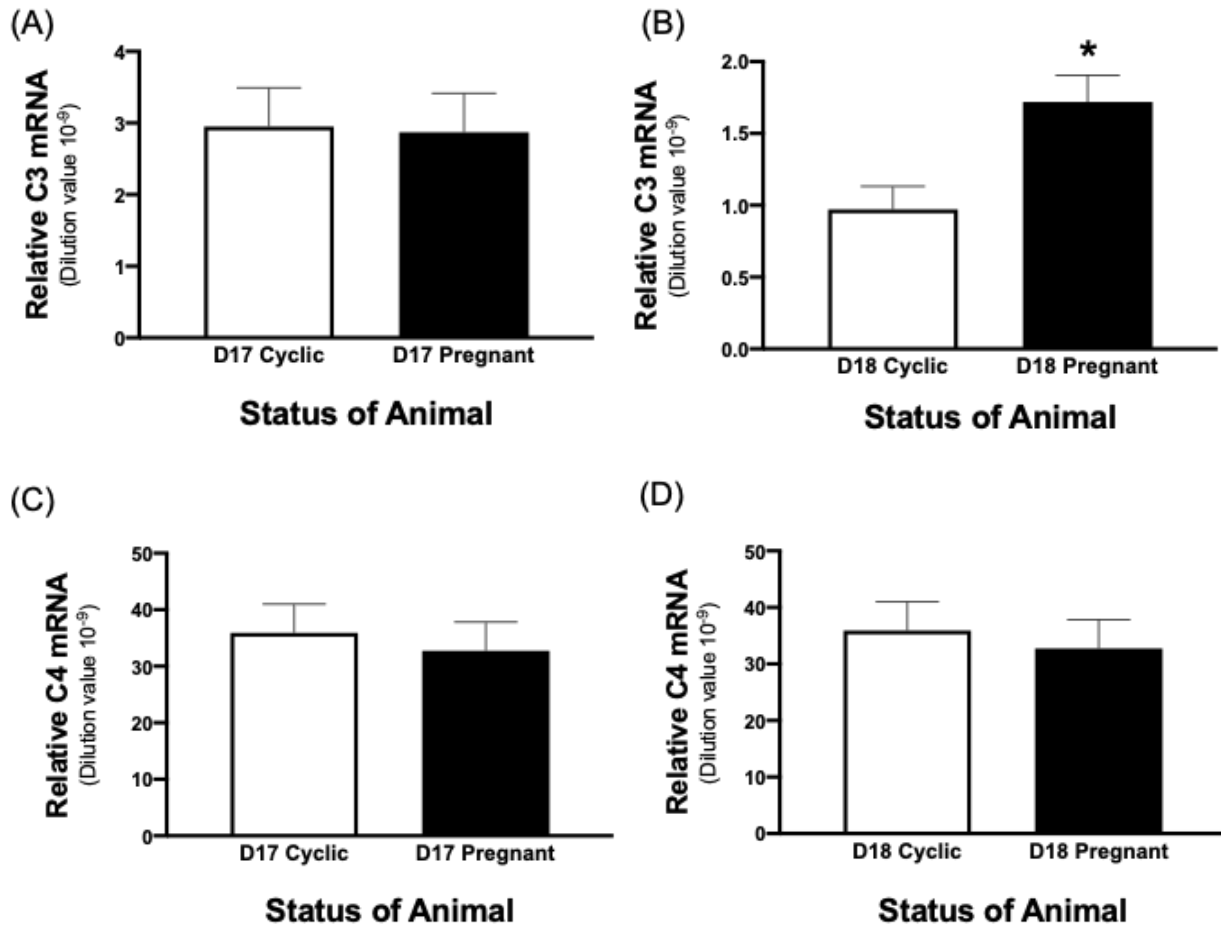 (A)
Relative C3 mRNA
(Dilution value 10⁻⁹)
4
3
2
1
0
D17 Cyclic D17 Pregnant
Status of Animal
(B)
*
Relative C3 mRNA
(Dilution value 10⁻⁹)
2.0
1.5
1.0
0.5
0.0
D18 Cyclic D18 Pregnant
Status of Animal
(C)
Relative C4 mRNA
(Dilution value 10⁻⁹)
50
40
30
20
10
0
D17 Cyclic D17 Pregnant
Status of Animal
(D)
Relative C4 mRNA
(Dilution value 10⁻⁹)
50
40
30
20
10
0
D18 Cyclic D18 Pregnant
Status of Animal